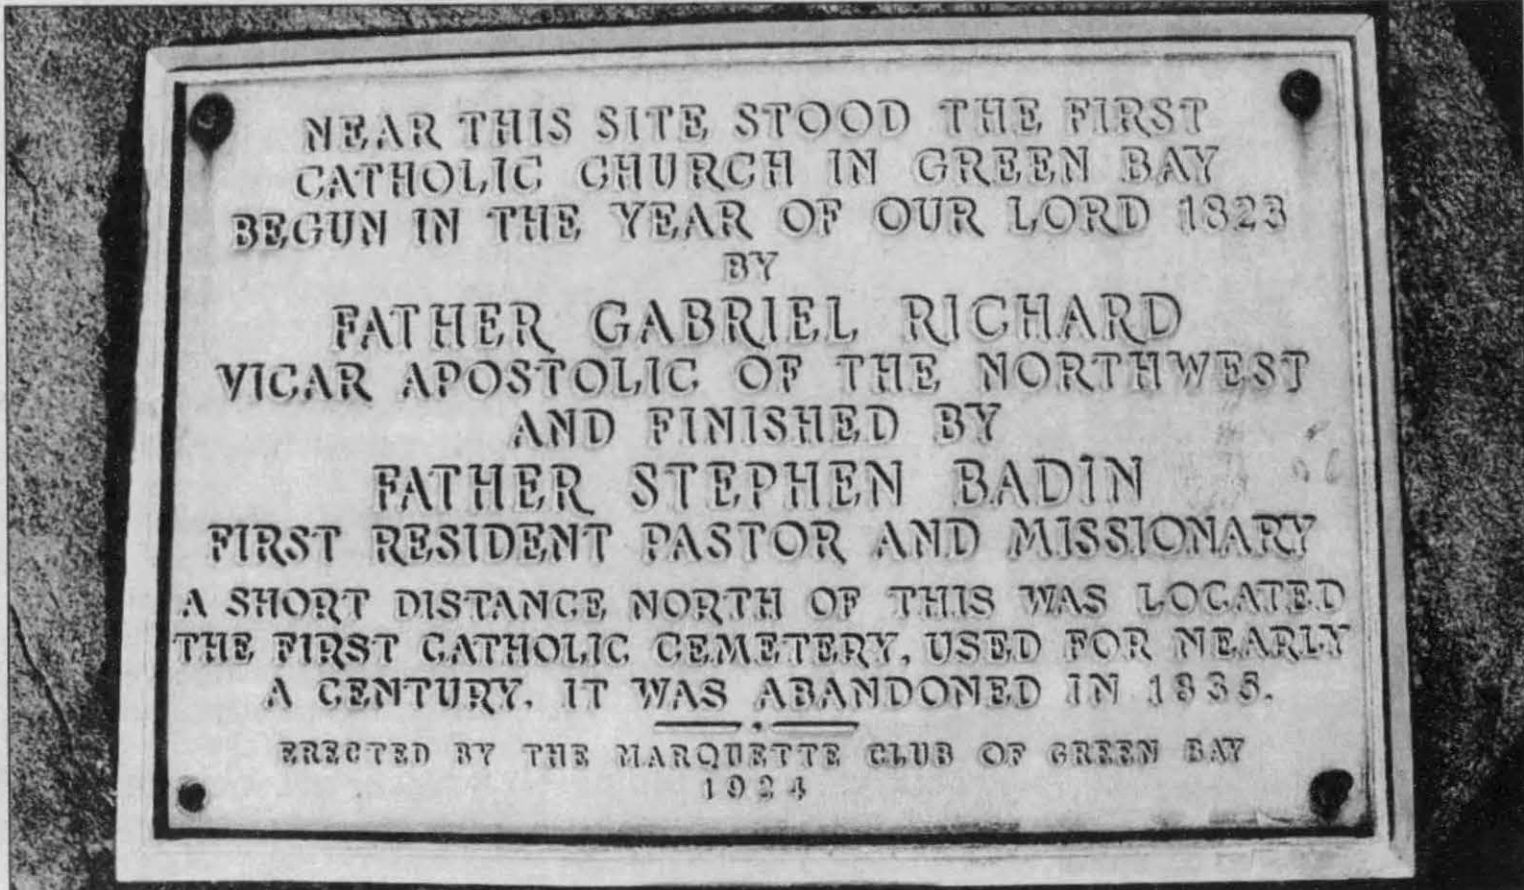 NEAR THIS SITE STOOD THE FIRST
CATHOLIC CHURCH IN GREEN BAY
BEGUN IN THE YEAR OF OUR LORD 1823
BY
FATHER GABRIEL RICHARD
VICAR APOSTOLIC OF THE NORTHWEST
AND FINISHED BY
FATHER STEPHEN BADIN
FIRST RESIDENT PASTOR AND MISSIONARY
A SHORT DISTANCE NORTH OF THIS WAS LOCATED
THE FIRST CATHOLIC CEMETERY, USED FOR NEARLY
A CENTURY. IT WAS ABANDONED IN 1835.
ERECTED BY THE MARQUETTE CLUB OF GREEN BAY
1924